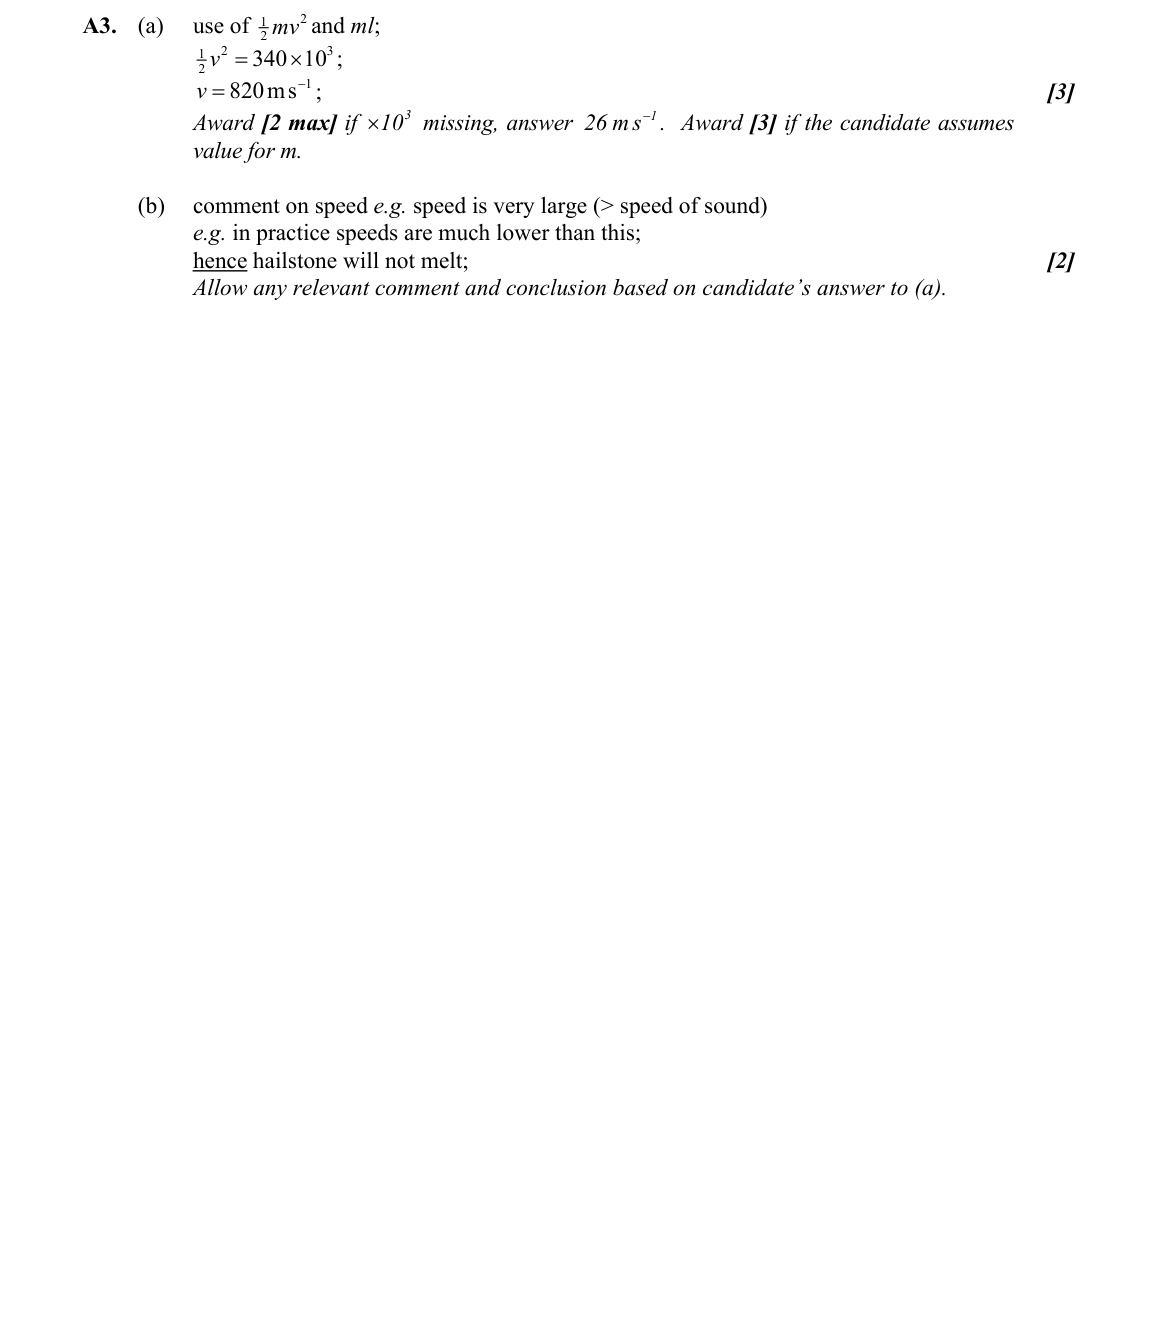 A3. (a) use of ½mv² and ml;
½v² = 340×10³;
v = 820 m s⁻¹; [3]
Award [2 max] if ×10³ missing, answer 26 m s⁻¹. Award [3] if the candidate assumes
value for m.
(b) comment on speed e.g. speed is very large (> speed of sound)
e.g. in practice speeds are much lower than this;
hence hailstone will not melt; [2]
Allow any relevant comment and conclusion based on candidate's answer to (a).